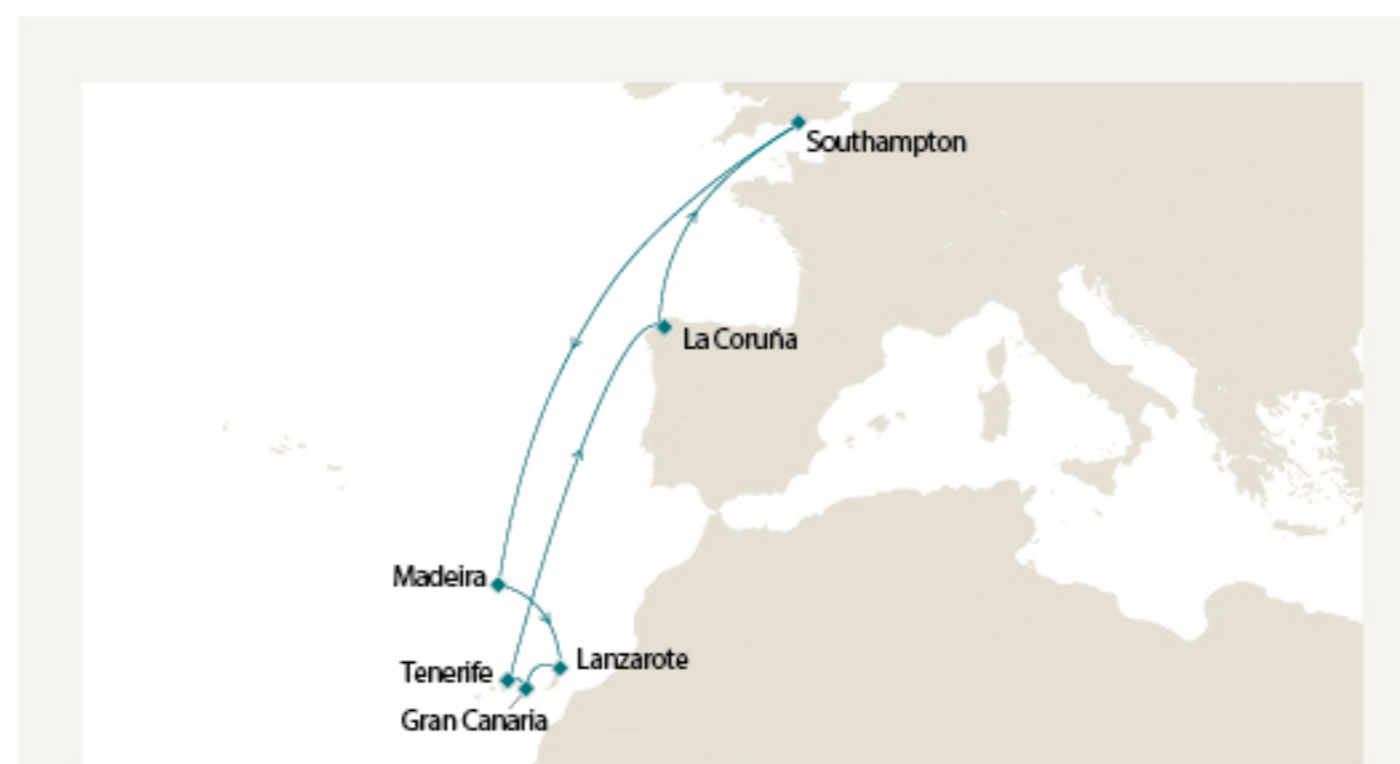 Southampton
La Coruña
Madeira
Lanzarote
Tenerife
Gran Canaria